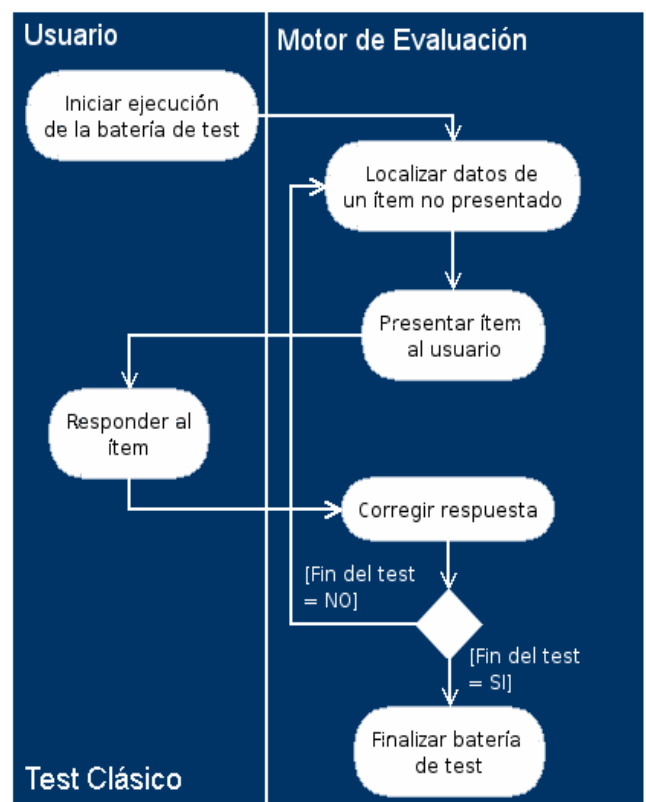 Usuario
Motor de Evaluación
Iniciar ejecución
de la batería de test
Localizar datos de
un ítem no presentado
Presentar ítem
al usuario
Responder al
ítem
Corregir respuesta
[Fin del test
= NO]
[Fin del test
= SI]
Finalizar batería
de test
Test Clásico